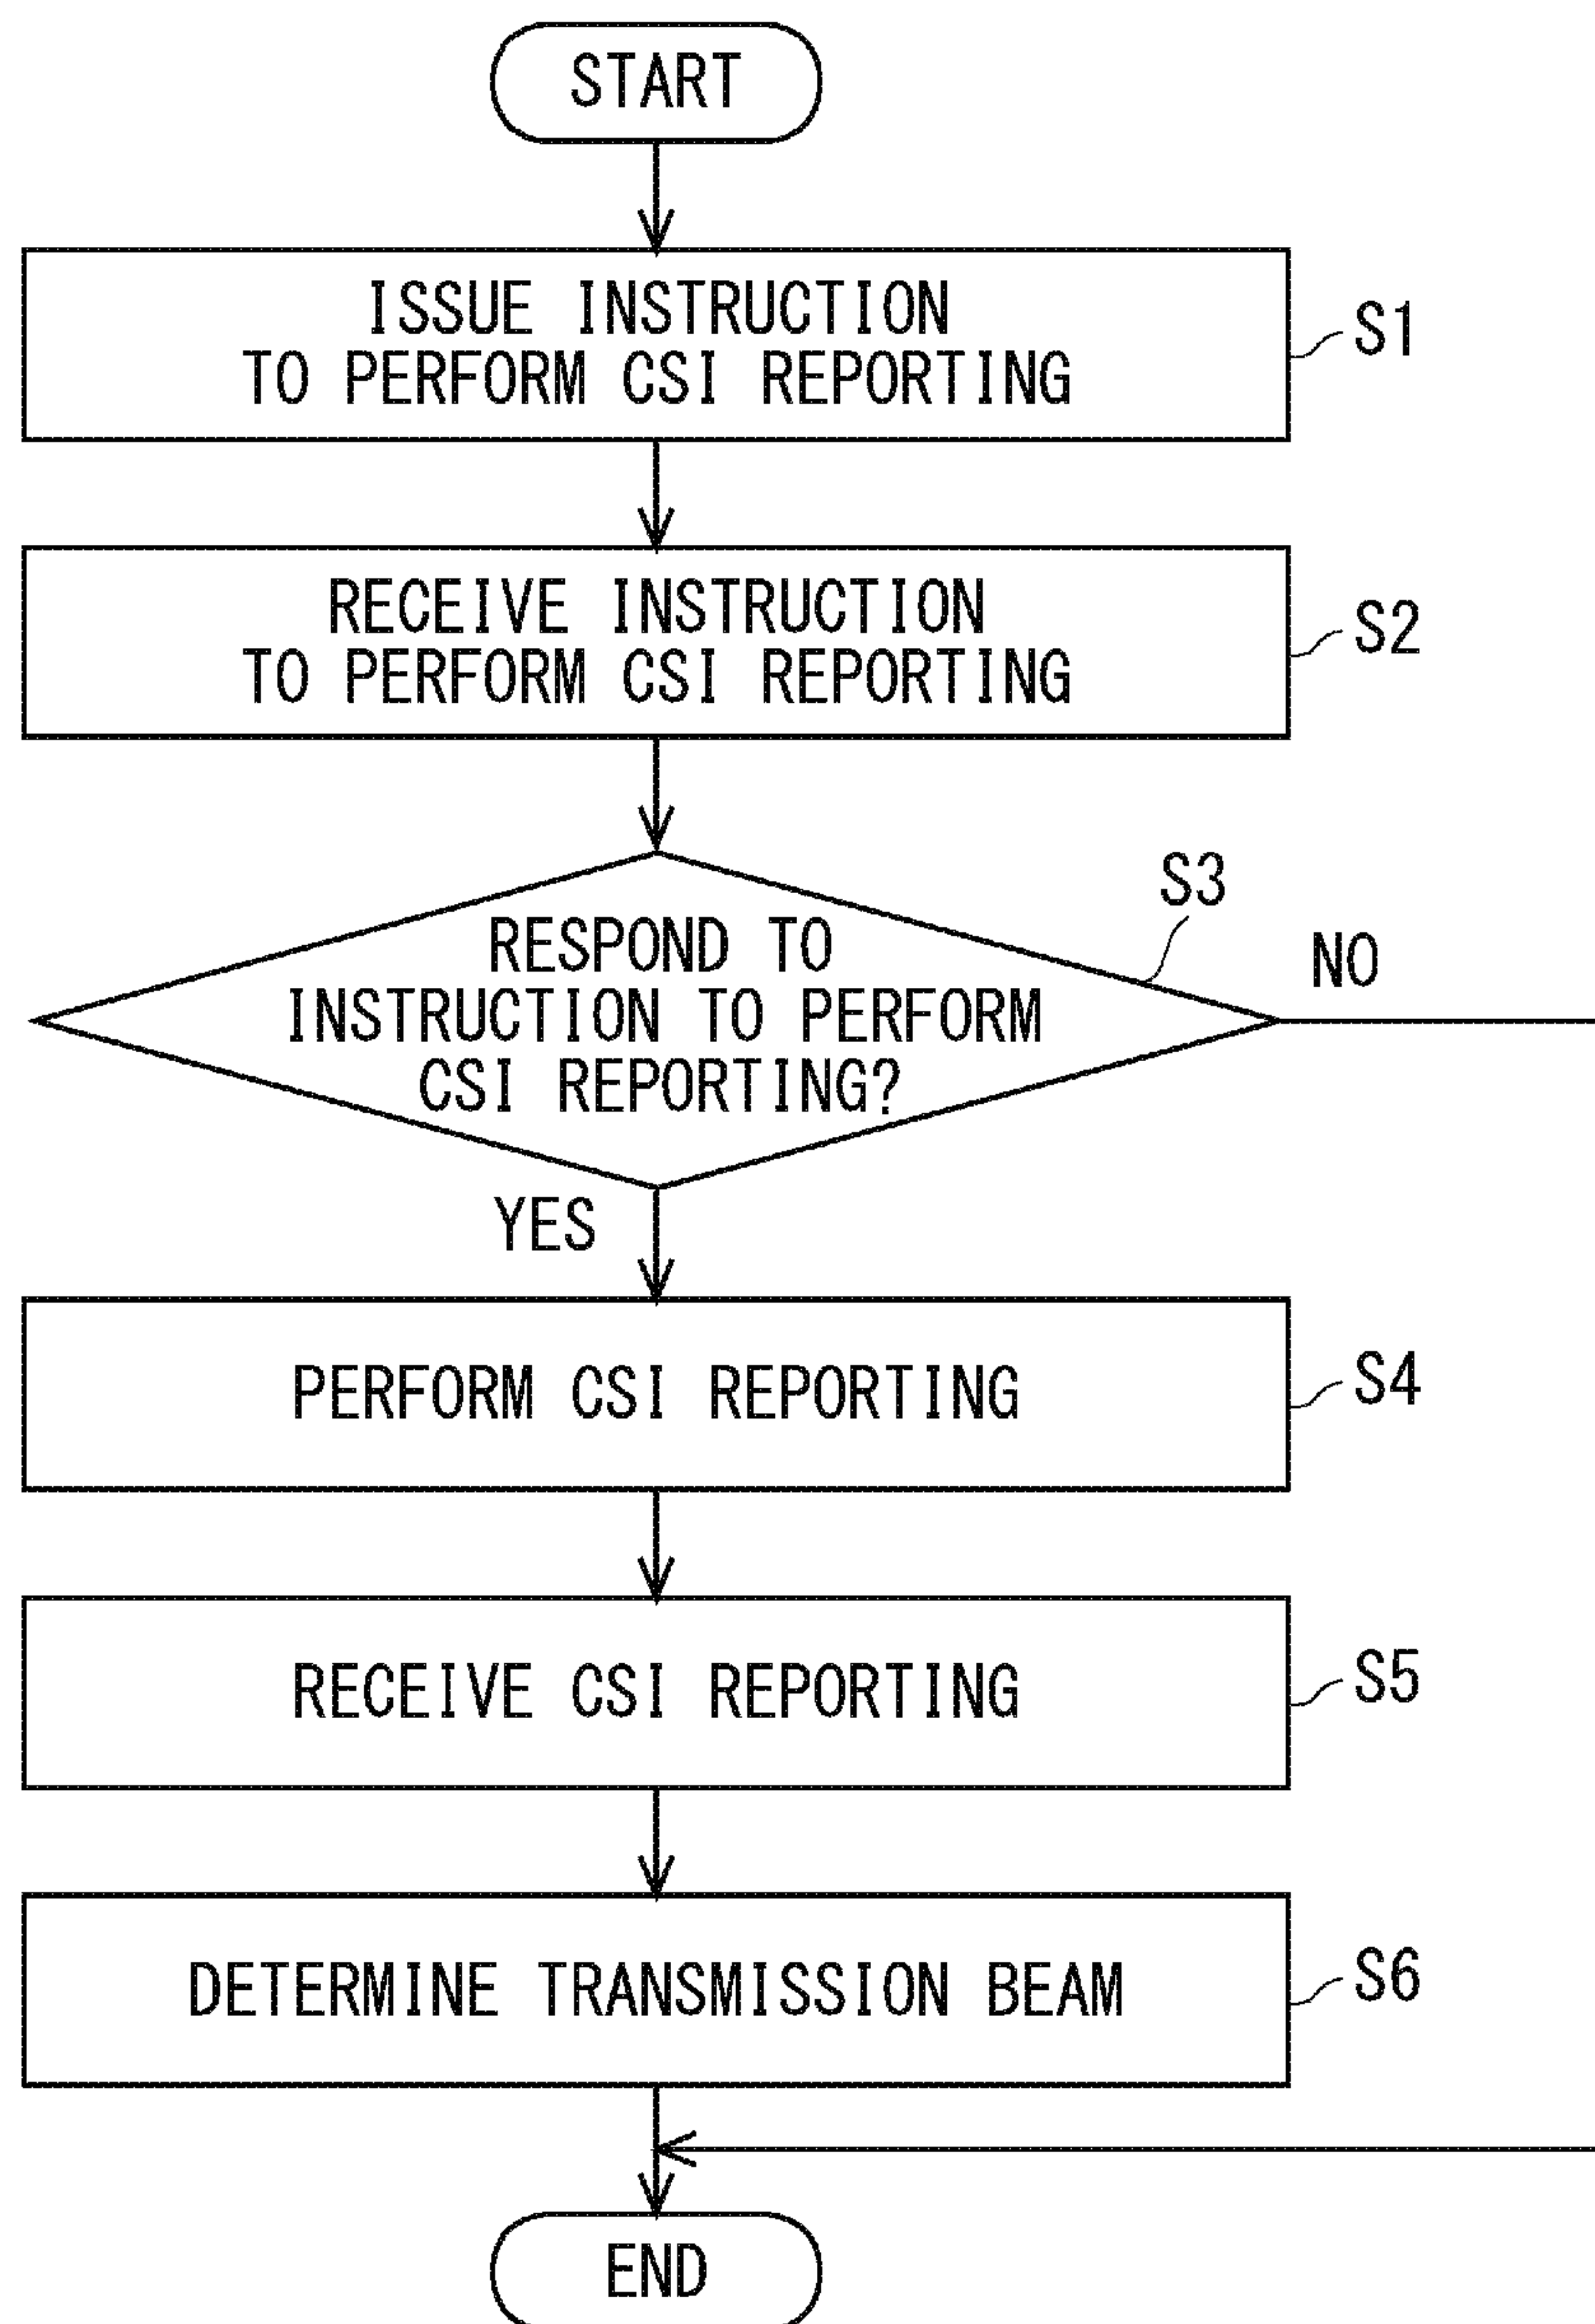 START
ISSUE INSTRUCTION
TO PERFORM CSI REPORTING
S1
RECEIVE INSTRUCTION
TO PERFORM CSI REPORTING
S2
S3
RESPOND TO
INSTRUCTION TO PERFORM
CSI REPORTING?
NO
YES
PERFORM CSI REPORTING
S4
RECEIVE CSI REPORTING
S5
DETERMINE TRANSMISSION BEAM
S6
END